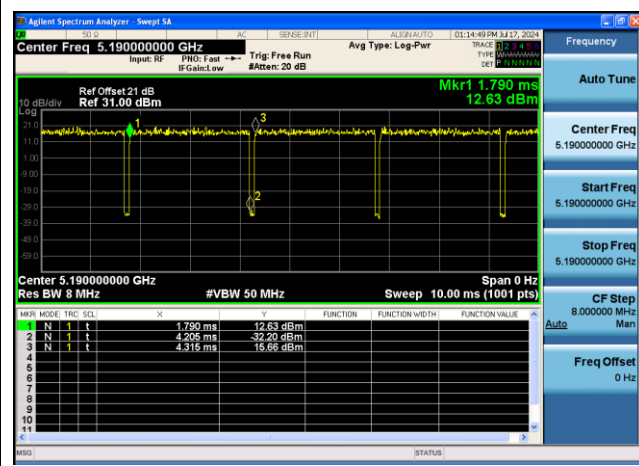 Agilent Spectrum Analyzer - Swept SA
LXI 50 Ω AC SENSE:INT ALIGNAUTO 01:14:49 PM Jul 17, 2024
Center Freq 5.190000000 GHz
Input: RF PNO: Fast Trig: Free Run
IFGain:Low #Atten: 20 dB
Avg Type: Log-Pwr
TRACE 1 2 3 4 5 6
TYPE WWWWWW
DET P N N N N N
Frequency
Ref Offset 21 dB
10 dB/div Ref 31.00 dBm
Log
Mkr1 1.790 ms
12.63 dBm
21.0
11.0
1.00
-9.00
-19.0
-29.0
-39.0
-49.0
-59.0
1
3
2
Center 5.190000000 GHz Span 0 Hz
Res BW 8 MHz #VBW 50 MHz Sweep 10.00 ms (1001 pts)
MKR MODE TRC SCL X Y FUNCTION FUNCTION WIDTH FUNCTION VALUE
1 N 1 t 1.790 ms 12.63 dBm
2 N 1 t 4.205 ms -32.20 dBm
3 N 1 t 4.315 ms 15.66 dBm
4
5
6
7
8
9
10
11
MSG STATUS
Auto Tune
Center Freq
5.190000000 GHz
Start Freq
5.190000000 GHz
Stop Freq
5.190000000 GHz
CF Step
8.000000 MHz
Auto Man
Freq Offset
0 Hz